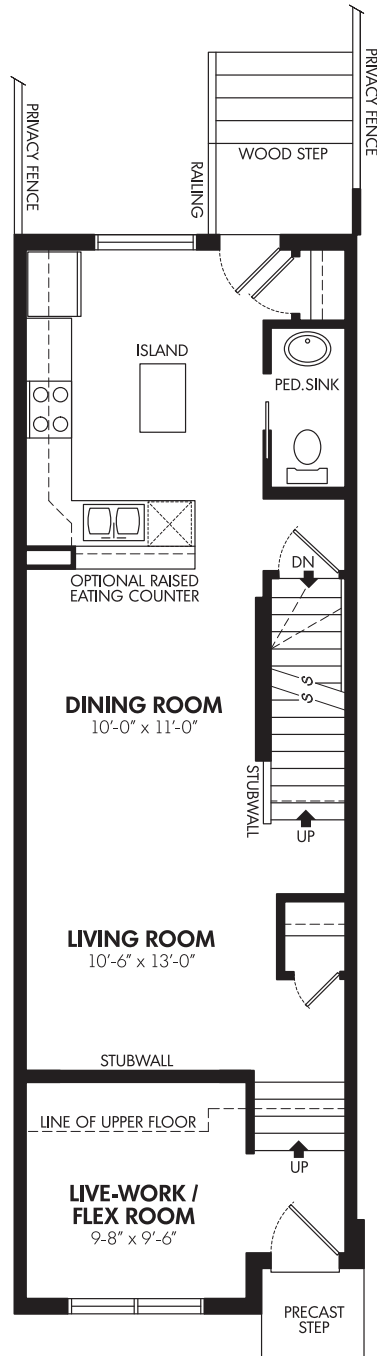 PRIVACY FENCE
PRIVACY FENCE
WOOD STEP
RAILING
ISLAND
PED.SINK
DN
OPTIONAL RAISED
EATING COUNTER
S
S
DINING ROOM
10'-0" x 11'-0"
STUBWALL
UP
LIVING ROOM
10'-6" x 13'-0"
STUBWALL
LINE OF UPPER FLOOR
UP
LIVE-WORK /
FLEX ROOM
9-8" x 9'-6"
PRECAST
STEP